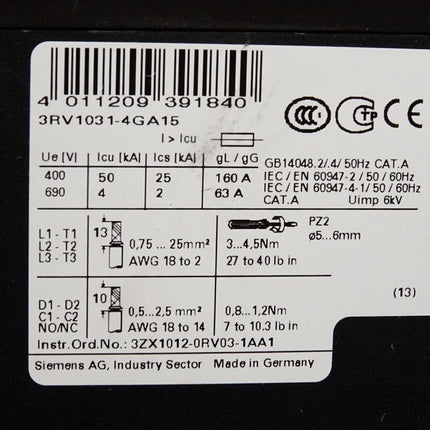 4 011209 391840
3RV1031-4GA15
I > Icu
Ue [V] Icu [kA] Ics [kA] gL / gG
400 50 25 160 A
690 4 2 63 A
GB14048.2/.4/ 50Hz CAT.A
IEC / EN 60947-2 / 50/ 60Hz
IEC / EN 60947-4-1/ 50/ 60Hz
CAT.A Uimp 6kV
CCC C TP CE
L1 - T1
L2 - T2
L3 - T3
13
0,75 ... 25mm²
AWG 18 to 2
3...4,5Nm
27 to 40 lb in
PZ2
ø5...6mm
D1 - D2
C1 - C2
NO/NC
10
0,5...2,5 mm²
AWG 18 to 14
0,8...1,2Nm
7 to 10.3 lb in
(13)
Instr.Ord.No.: 3ZX1012-0RV03-1AA1
Siemens AG, Industry Sector Made in Germany